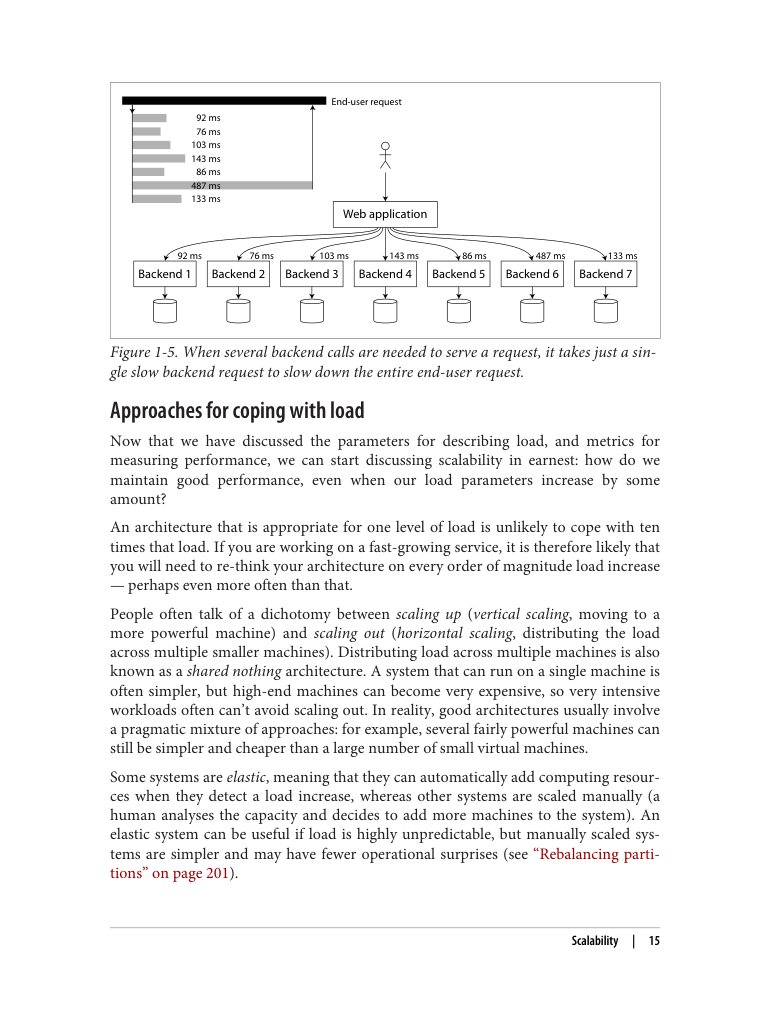 End-user request
92 ms
76 ms
103 ms
143 ms
86 ms
487 ms
133 ms
Web application
92 ms 76 ms 103 ms 143 ms 86 ms 487 ms 133 ms
Backend 1 Backend 2 Backend 3 Backend 4 Backend 5 Backend 6 Backend 7
Figure 1-5. When several backend calls are needed to serve a request, it takes just a sin-
gle slow backend request to slow down the entire end-user request.
Approaches for coping with load
Now that we have discussed the parameters for describing load, and metrics for
measuring performance, we can start discussing scalability in earnest: how do we
maintain good performance, even when our load parameters increase by some
amount?
An architecture that is appropriate for one level of load is unlikely to cope with ten
times that load. If you are working on a fast-growing service, it is therefore likely that
you will need to re-think your architecture on every order of magnitude load increase
— perhaps even more often than that.
People often talk of a dichotomy between scaling up (vertical scaling, moving to a
more powerful machine) and scaling out (horizontal scaling, distributing the load
across multiple smaller machines). Distributing load across multiple machines is also
known as a shared nothing architecture. A system that can run on a single machine is
often simpler, but high-end machines can become very expensive, so very intensive
workloads often can’t avoid scaling out. In reality, good architectures usually involve
a pragmatic mixture of approaches: for example, several fairly powerful machines can
still be simpler and cheaper than a large number of small virtual machines.
Some systems are elastic, meaning that they can automatically add computing resour-
ces when they detect a load increase, whereas other systems are scaled manually (a
human analyses the capacity and decides to add more machines to the system). An
elastic system can be useful if load is highly unpredictable, but manually scaled sys-
tems are simpler and may have fewer operational surprises (see “Rebalancing parti-
tions” on page 201).
Scalability | 15